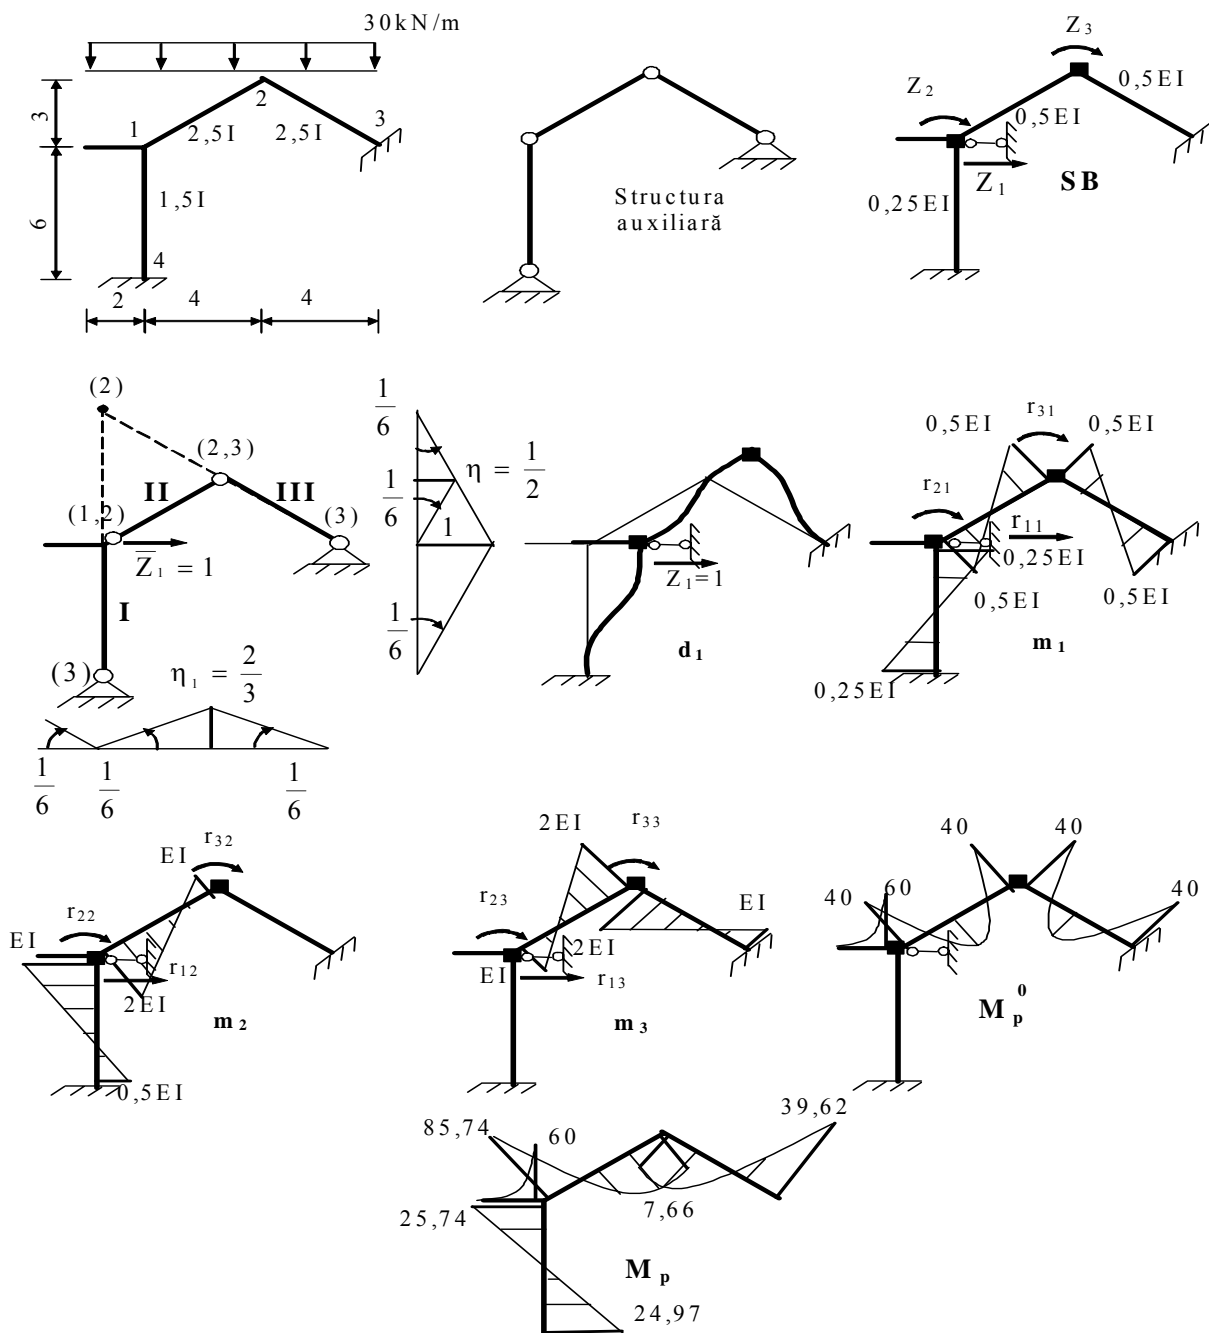 30kN/m
3
6
1
2
3
4
2,5I
2,5I
1,5I
2
4
4
Structura
auxiliară
Z₃
Z₂
0,5EI
0,5EI
Z₁
SB
0,25EI
(2)
(2,3)
II
III
(1,2)
(3)
Z̅₁ = 1
I
(3)
η₁ = 2/3
1/6
1/6
1/6
1/6
1/6
η = 1/2
1
1/6
Z₁=1
d₁
0,5EI
r₃₁
0,5EI
r₂₁
r₁₁
0,25EI
0,5EI
0,5EI
m₁
0,25EI
r₃₂
EI
r₂₂
EI
r₁₂
2EI
m₂
0,5EI
2EI
r₃₃
r₂₃
EI
2EI
EI
r₁₃
m₃
40
40
40
60
40
Mₚ⁰
85,74
60
39,62
25,74
7,66
Mₚ
24,97